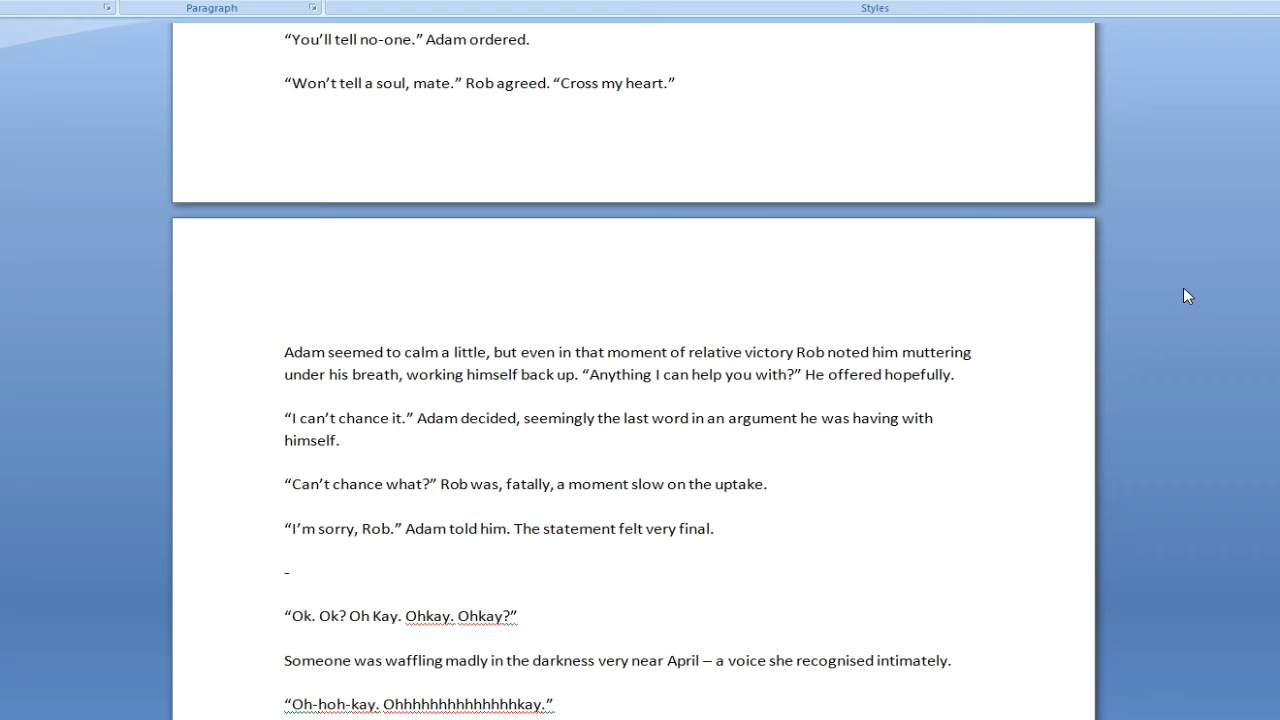 Paragraph
Styles
“You’ll tell no-one.” Adam ordered.
“Won’t tell a soul, mate.” Rob agreed. “Cross my heart.”
Adam seemed to calm a little, but even in that moment of relative victory Rob noted him muttering
under his breath, working himself back up. “Anything I can help you with?” He offered hopefully.
“I can’t chance it.” Adam decided, seemingly the last word in an argument he was having with
himself.
“Can’t chance what?” Rob was, fatally, a moment slow on the uptake.
“I’m sorry, Rob.” Adam told him. The statement felt very final.
-
“Ok. Ok? Oh Kay. Ohkay. Ohkay?”
Someone was waffling madly in the darkness very near April – a voice she recognised intimately.
“Oh-hoh-kay. Ohhhhhhhhhhhhhhkay.”